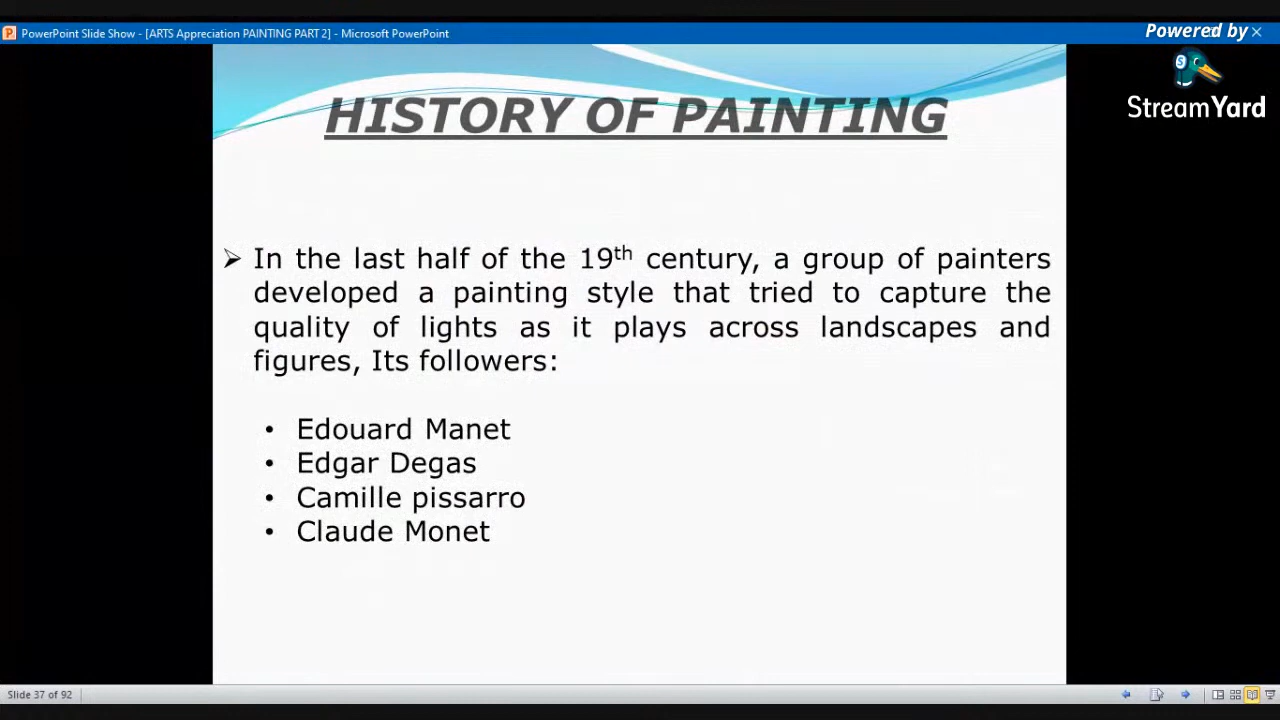 PowerPoint Slide Show - [ARTS Appreciation PAINTING PART 2] - Microsoft PowerPoint
Powered by
StreamYard
HISTORY OF PAINTING
➢ In the last half of the 19th century, a group of painters
developed a painting style that tried to capture the
quality of lights as it plays across landscapes and
figures, Its followers:
• Edouard Manet
• Edgar Degas
• Camille pissarro
• Claude Monet
Slide 37 of 92